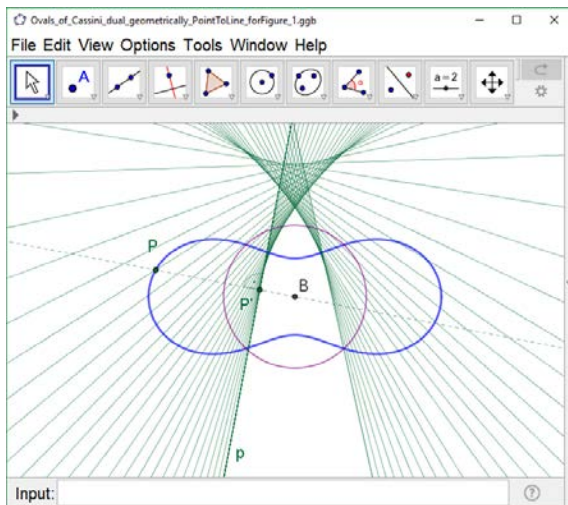 Ovals_of_Cassini_dual_geometrically_PointToLine_forFigure_1.ggb
File Edit View Options Tools Window Help
A
α
a=2
P
P'
B
p
Input: